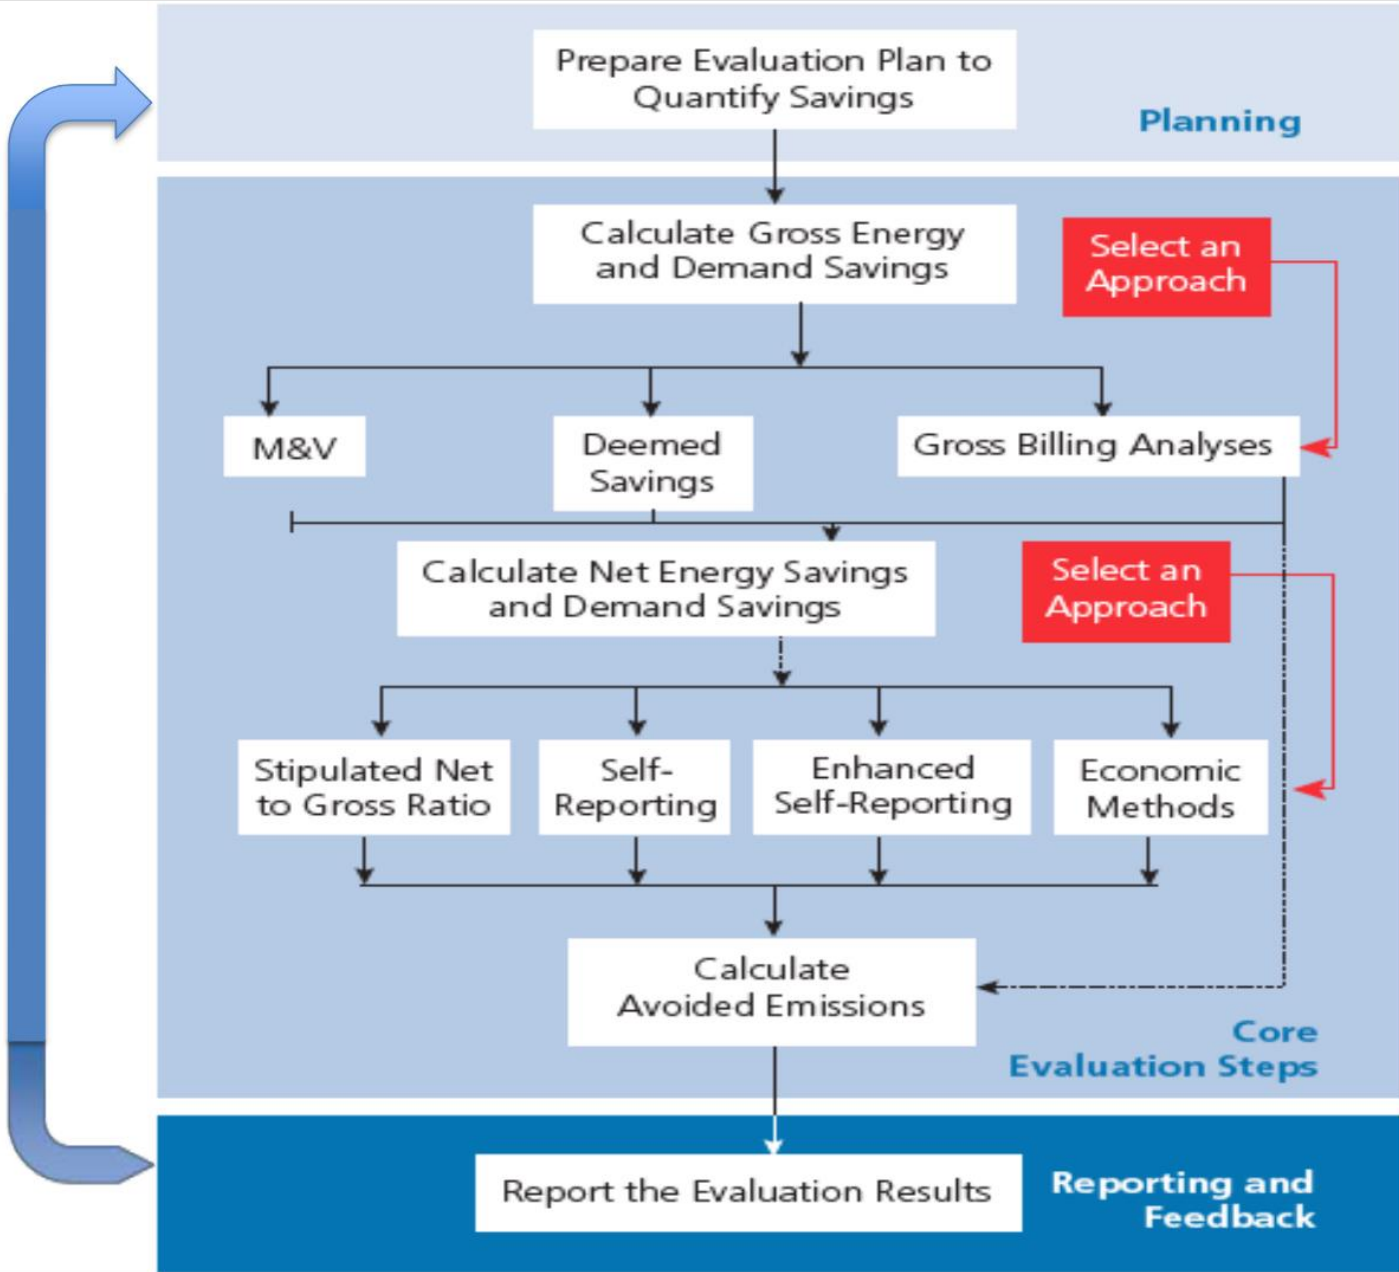 Prepare Evaluation Plan to
Quantify Savings
Planning
Calculate Gross Energy
and Demand Savings
Select an
Approach
M&V
Deemed
Savings
Gross Billing Analyses
Calculate Net Energy Savings
and Demand Savings
Select an
Approach
Stipulated Net
to Gross Ratio
Self-
Reporting
Enhanced
Self-Reporting
Economic
Methods
Calculate
Avoided Emissions
Core
Evaluation Steps
Report the Evaluation Results
Reporting and
Feedback